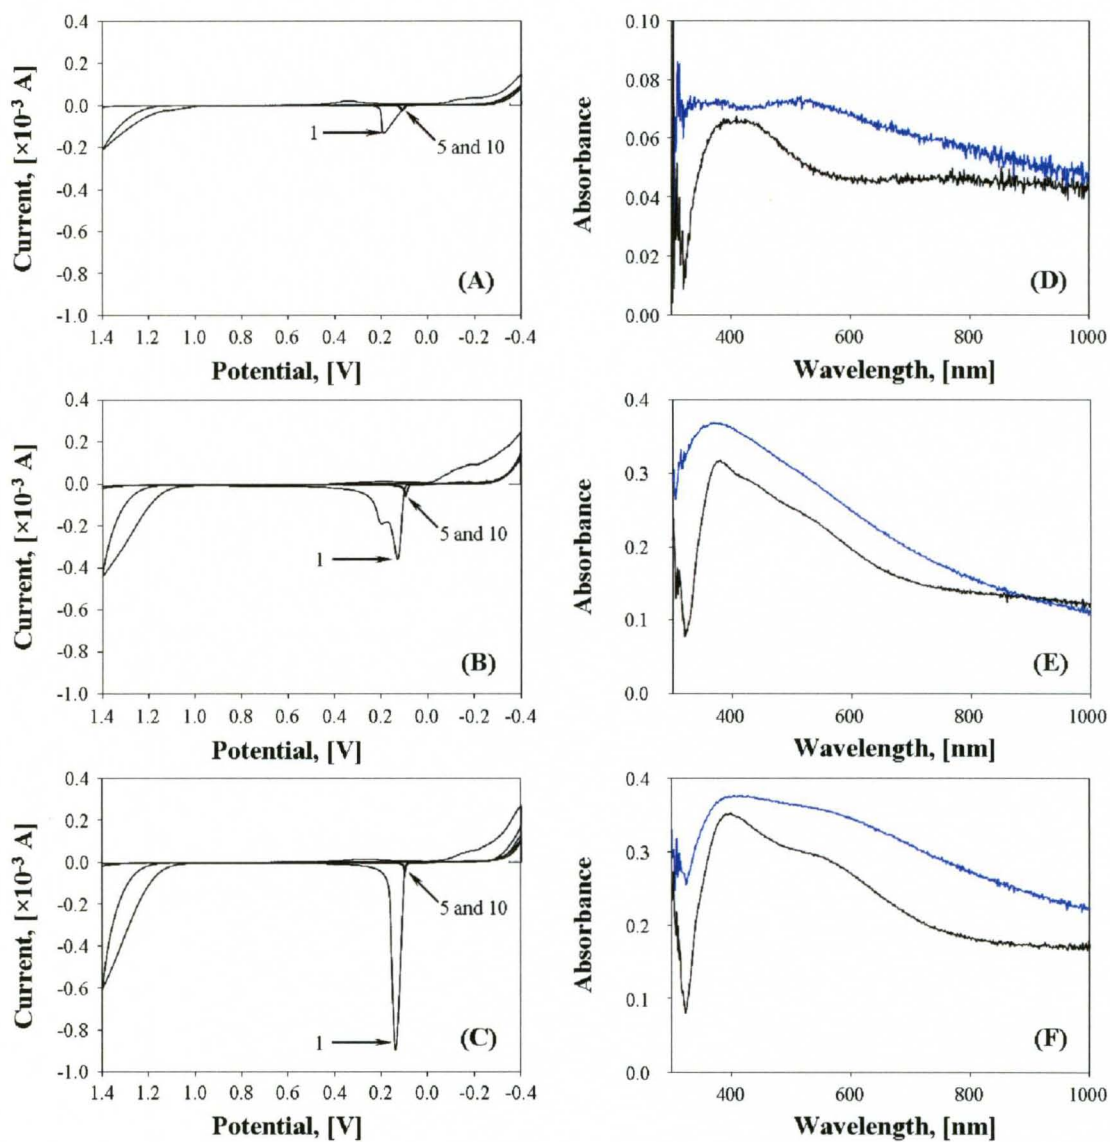 0.4
0.2
0.0
-0.2
-0.4
-0.6
-0.8
-1.0
Current, [×10⁻³ A]
1
5 and 10
(A)
1.4 1.2 1.0 0.8 0.6 0.4 0.2 0.0 -0.2 -0.4
Potential, [V]
0.10
0.08
0.06
0.04
0.02
0.00
Absorbance
(D)
400 600 800 1000
Wavelength, [nm]
0.4
0.2
0.0
-0.2
-0.4
-0.6
-0.8
-1.0
Current, [×10⁻³ A]
1
5 and 10
(B)
1.4 1.2 1.0 0.8 0.6 0.4 0.2 0.0 -0.2 -0.4
Potential, [V]
0.4
0.3
0.2
0.1
0.0
Absorbance
(E)
400 600 800 1000
Wavelength, [nm]
0.4
0.2
0.0
-0.2
-0.4
-0.6
-0.8
-1.0
Current, [×10⁻³ A]
1
5 and 10
(C)
1.4 1.2 1.0 0.8 0.6 0.4 0.2 0.0 -0.2 -0.4
Potential, [V]
0.4
0.3
0.2
0.1
0.0
Absorbance
(F)
400 600 800 1000
Wavelength, [nm]